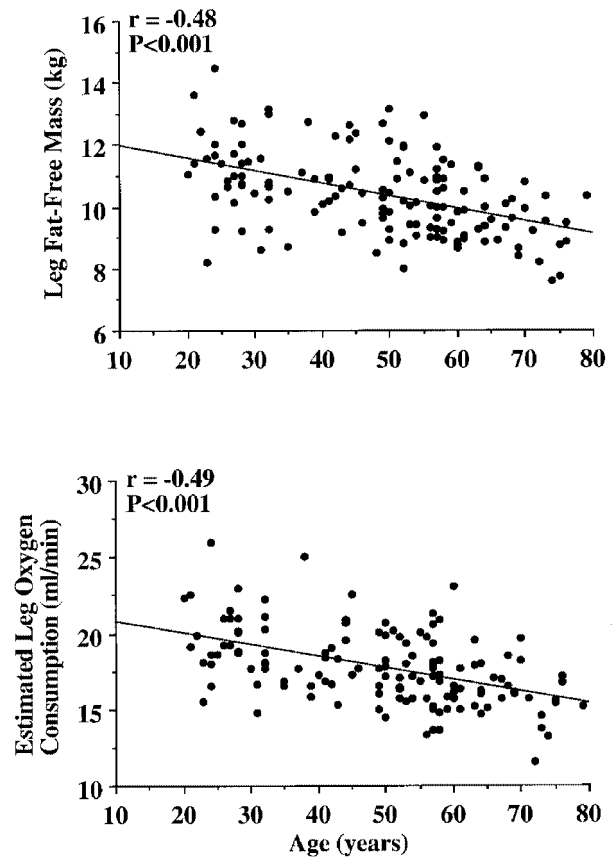 r = -0.48
P<0.001
Leg Fat-Free Mass (kg)
16
14
12
10
8
6
10 20 30 40 50 60 70 80
r = -0.49
P<0.001
Estimated Leg Oxygen
Consumption (ml/min)
30
25
20
15
10
10 20 30 40 50 60 70 80
Age (years)